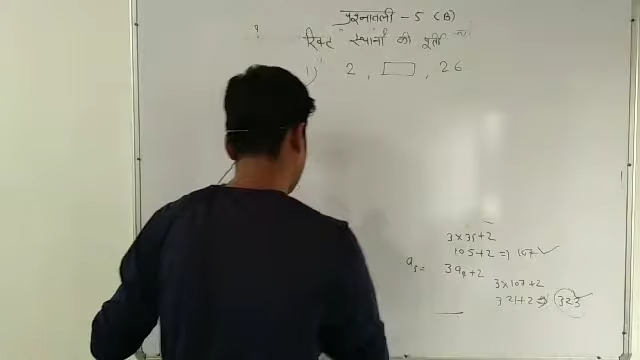 प्रश्नावली - 5 (B)
रिक्ट स्थानों की पूर्ति
1) 2, , 26
3×35+2
105+2 ⇒ 107 ✓
a₅ = 3a₄+2
3×107+2
321+2 ⇒ 323